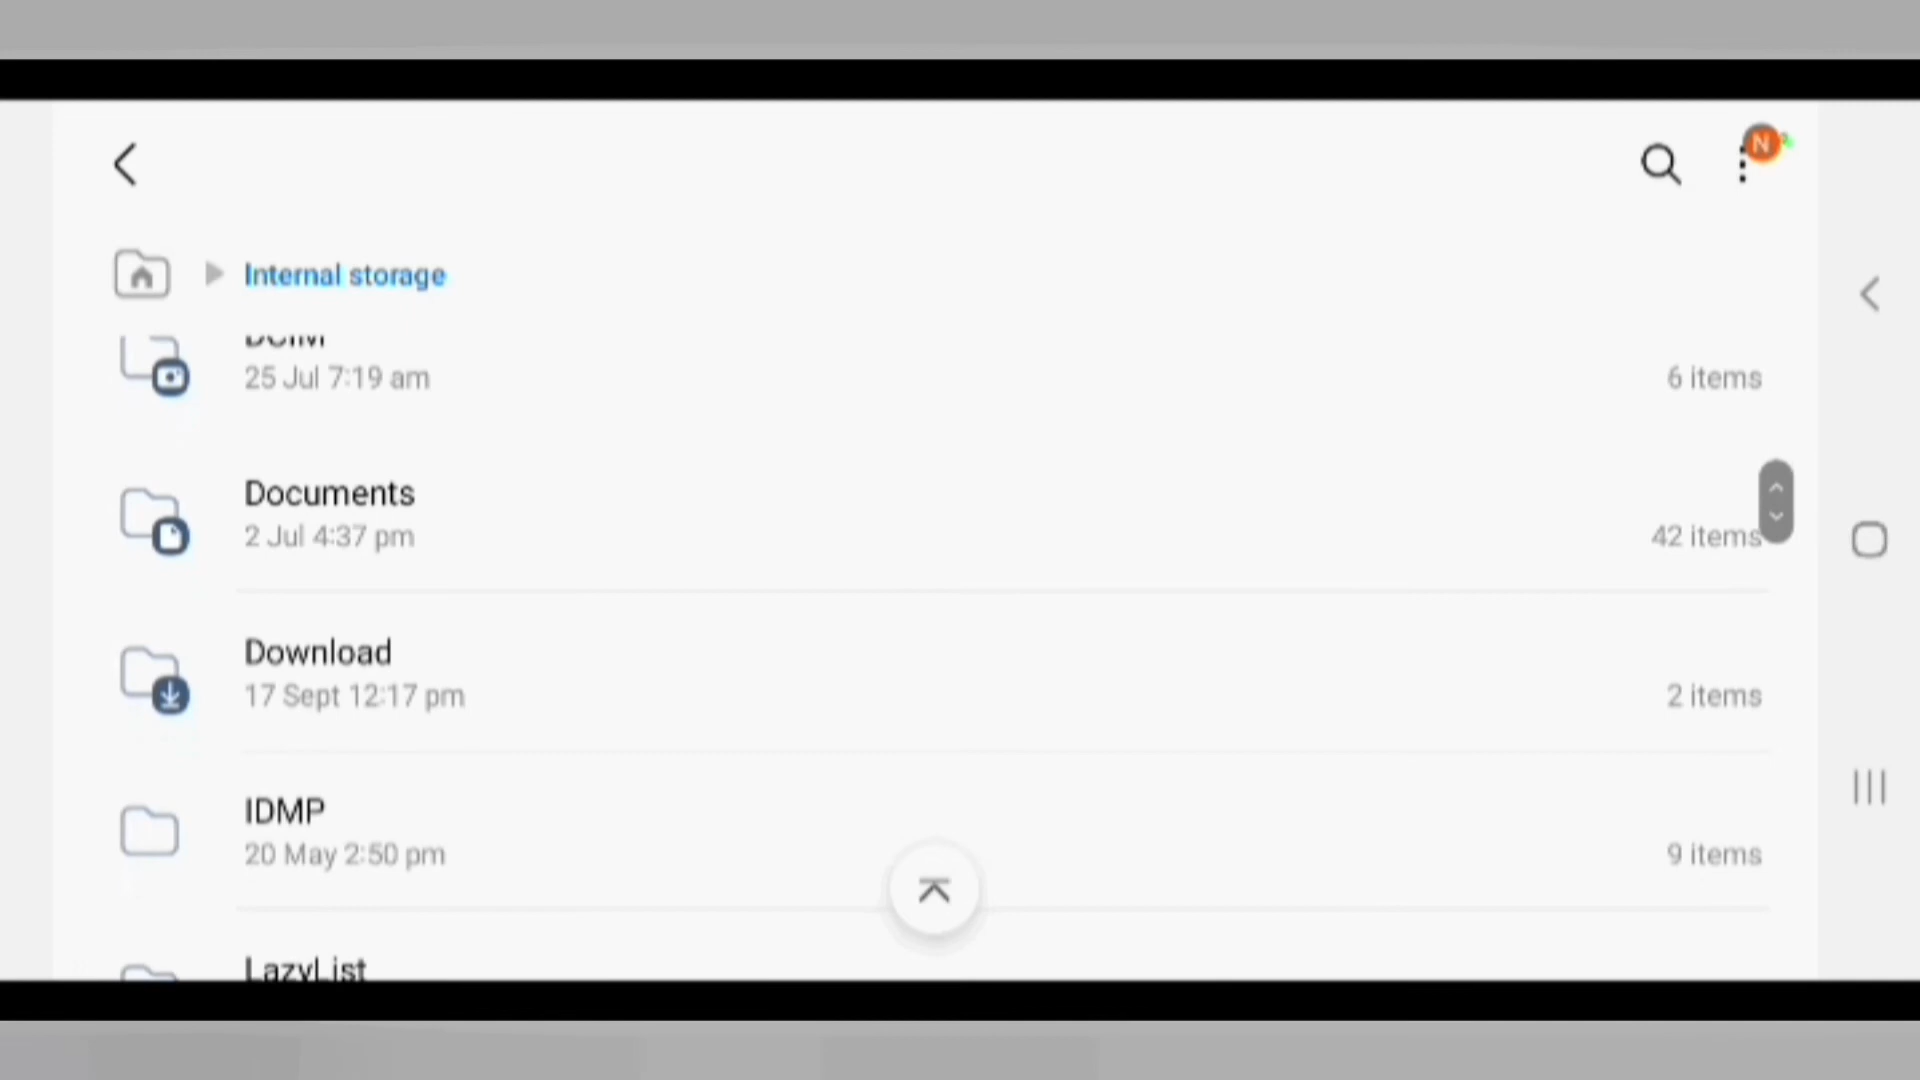 N
Internal storage
DCIM
25 Jul 7:19 am
6 items
Documents
2 Jul 4:37 pm
42 items
Download
17 Sept 12:17 pm
2 items
IDMP
20 May 2:50 pm
9 items
LazyList